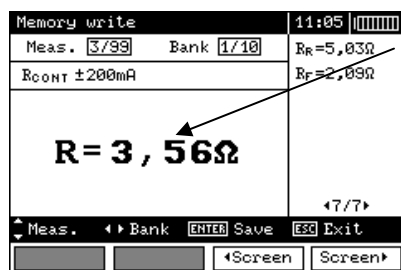 Memory write 11:05
Meas. 3/99 Bank 1/10 RR=5,03Ω
RCONT ±200mA RF=2,09Ω
R=3,56Ω
7/7
Meas. Bank ENTER Save ESC Exit
Screen Screen